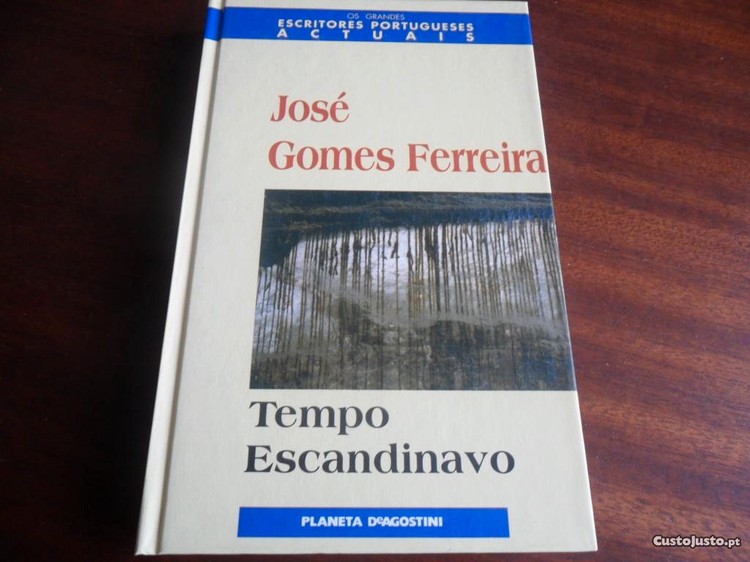 OS GRANDES
ESCRITORES PORTUGUESES
ACTUAIS
José
Gomes Ferreira
Tempo
Escandinavo
PLANETA DeAGOSTINI
CustoJusto.pt